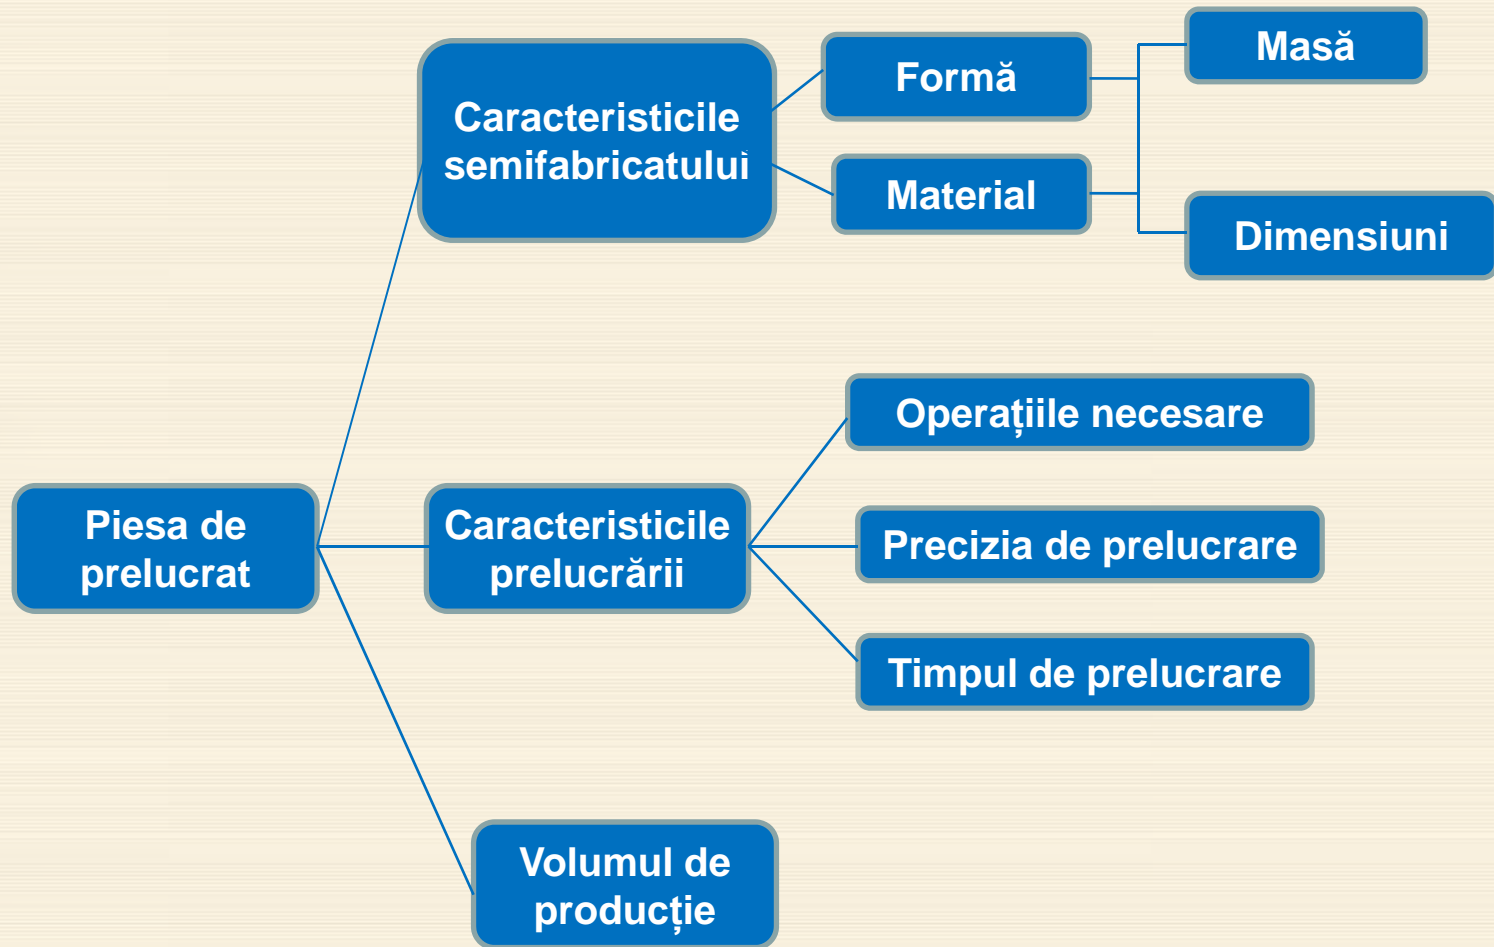 Masă
Formă
Caracteristicile
semifabricatului
Material
Dimensiuni
Operațiile necesare
Piesa de
prelucrat
Caracteristicile
prelucrării
Precizia de prelucrare
Timpul de prelucrare
Volumul de
producție